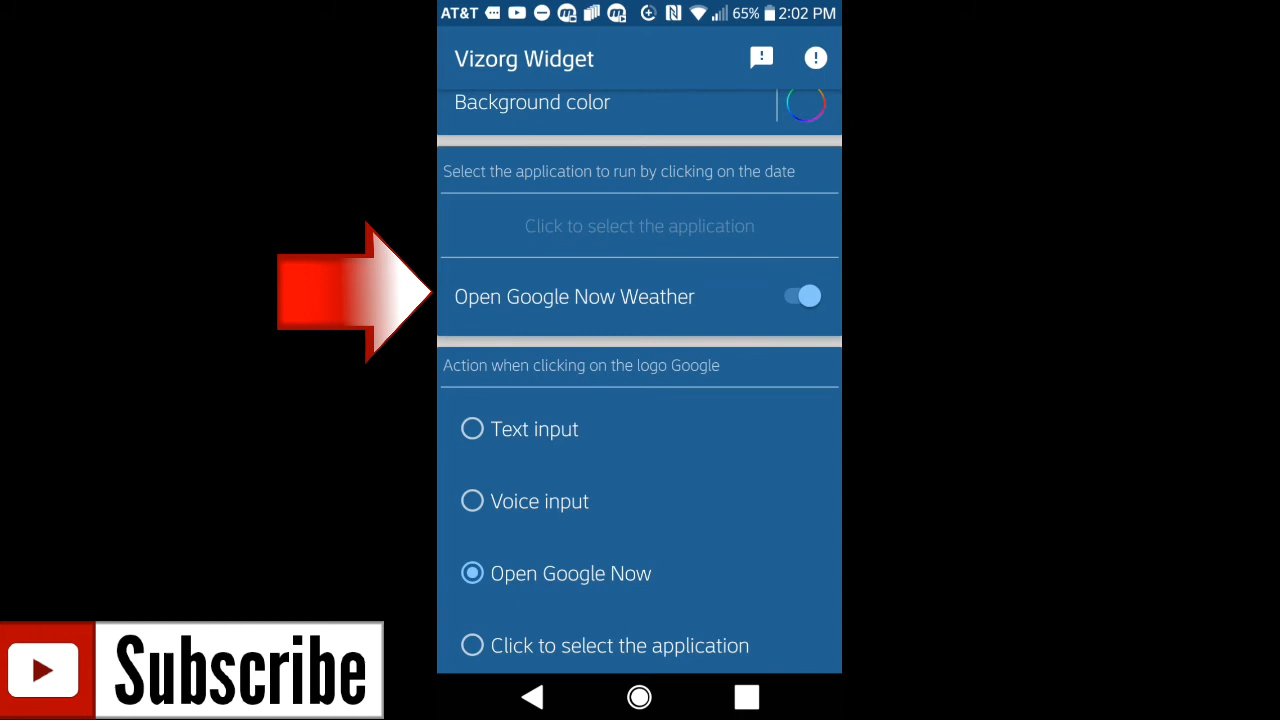 AT&T 65% 2:02 PM
Vizorg Widget
Background color
Select the application to run by clicking on the date
Click to select the application
Open Google Now Weather
Action when clicking on the logo Google
Text input
Voice input
Open Google Now
Click to select the application
Subscribe